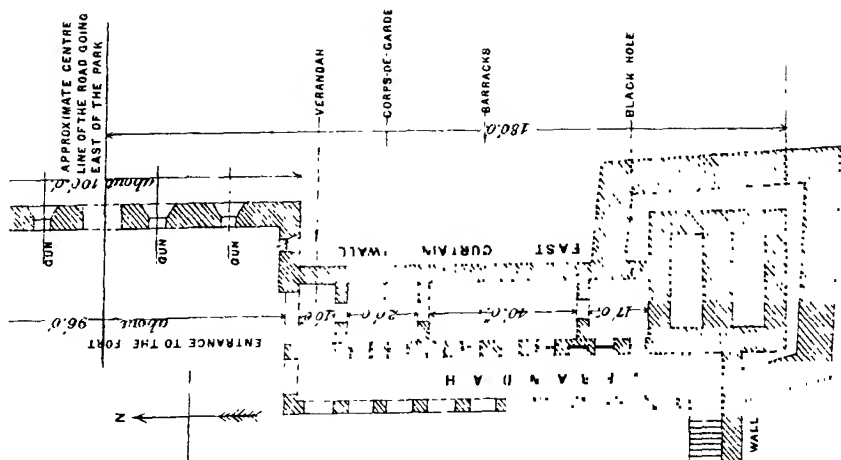 APPROXIMATE CENTRE
LINE OF THE ROAD GOING
EAST OF THE PARK
VERANDAH
CORPS-DE-GARDE
BARRACKS
BLACK HOLE
180'.0"
about 100'.0"
GUN
GUN
GUN
EAST CURTAIN WALL
10'.0"
20'.0"
40'.0"
17'.0"
about 96'.0"
ENTRANCE TO THE FORT
N
WALL